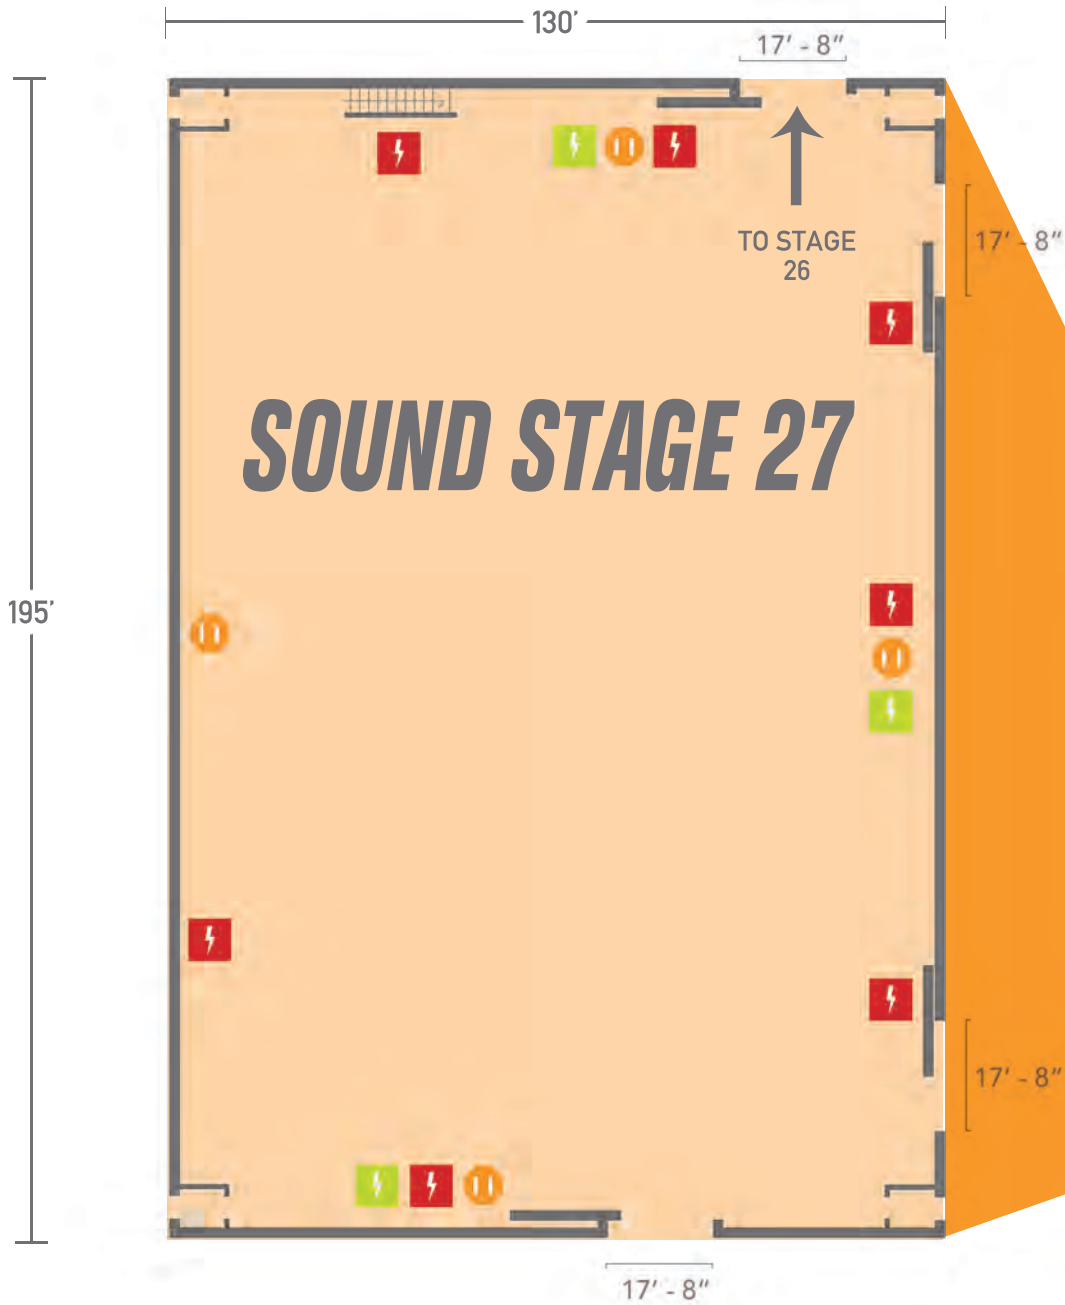 130′
17′ - 8″
TO STAGE
26
17′ - 8″
SOUND STAGE 27
195′
17′ - 8″
17′ - 8″